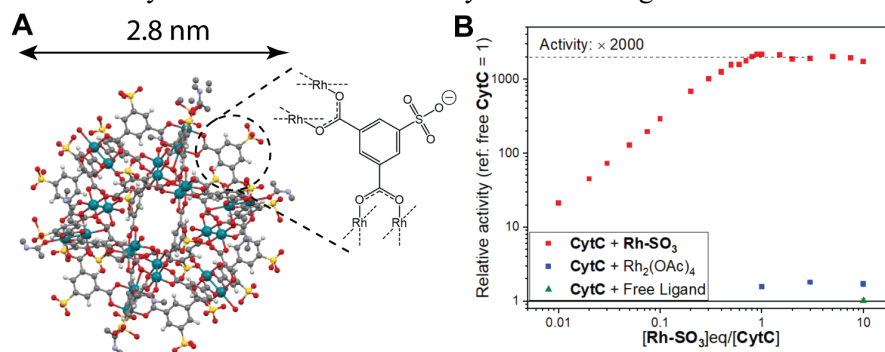 A
2.8 nm
Rh
O
Rh
O
O
S
O
O
⊖
O
O
Rh
Rh
B
Relative activity (ref: free CytC = 1)
Activity: × 2000
1000
100
10
1
CytC + Rh-SO3
CytC + Rh2(OAc)4
CytC + Free Ligand
0.01
0.1
1
10
[Rh-SO3]eq/[CytC]